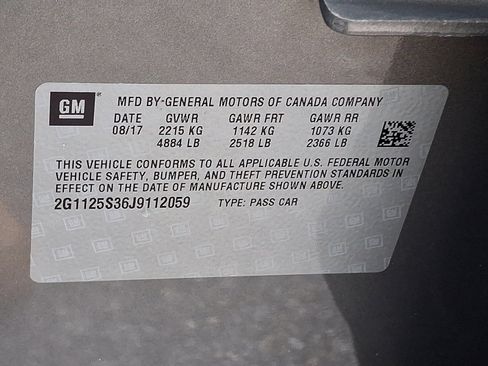 GM
MFD BY-GENERAL MOTORS OF CANADA COMPANY
DATE GVWR GAWR FRT GAWR RR
08/17 2215 KG 1142 KG 1073 KG
4884 LB 2518 LB 2366 LB
THIS VEHICLE CONFORMS TO ALL APPLICABLE U.S. FEDERAL MOTOR
VEHICLE SAFETY, BUMPER, AND THEFT PREVENTION STANDARDS IN
EFFECT ON THE DATE OF MANUFACTURE SHOWN ABOVE.
2G1125S36J9112059 TYPE: PASS CAR